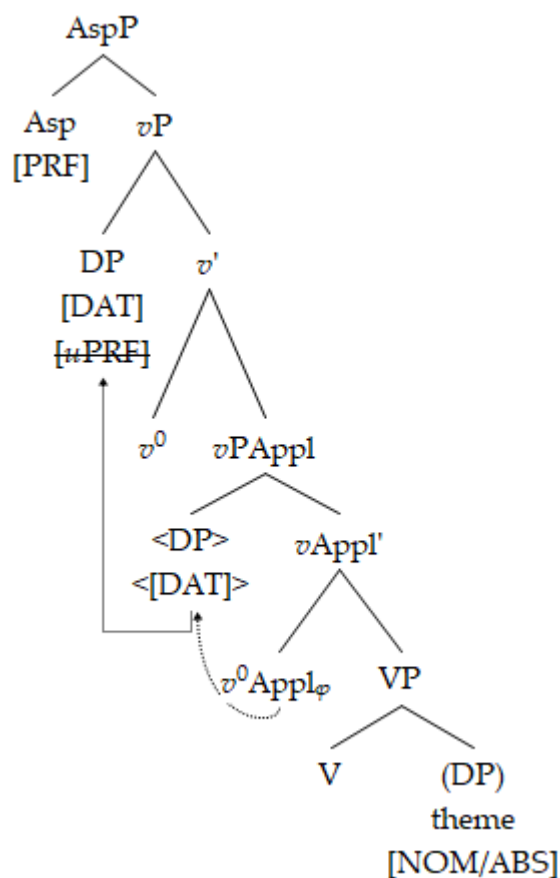 AspP
Asp vP
[PRF]
DP v'
[DAT]
[uPRF]
v⁰ vPAppl
<DP> vAppl'
<[DAT]>
v⁰Applφ VP
V (DP)
theme
[NOM/ABS]